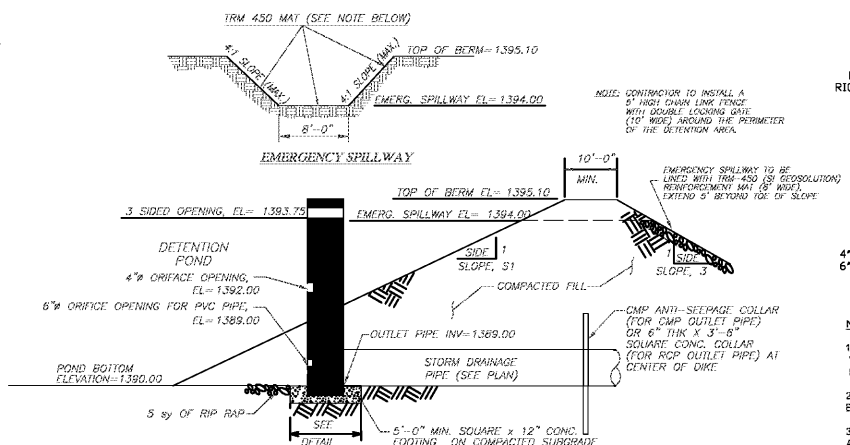 TRM 450 MAT (SEE NOTE BELOW)
4:1 SLOPE (MAX.)
4:1 SLOPE (MAX.)
TOP OF BERM= 1395.10
EMERG. SPILLWAY EL= 1394.00
8'-0"
EMERGENCY SPILLWAY
NOTE: CONTRACTOR TO INSTALL A
5' HIGH CHAIN LINK FENCE
WITH DOUBLE LOCKING GATE
(10' WIDE) AROUND THE PERIMETER
OF THE DETENTION AREA.
RI
10'-0"
MIN.
EMERGENCY SPILLWAY TO BE
LINED WITH TRM-450 (SI GEOSOLUTION)
REINFORCEMENT MAT (8' WIDE),
EXTEND 5' BEYOND TOE OF SLOPE
TOP OF BERM EL= 1395.10
3 SIDED OPENING, EL= 1393.75
EMERG. SPILLWAY EL= 1394.00
DETENTION
POND
SIDE 1
SLOPE, S1
1 SIDE
SLOPE, 3
4"ø ORIFACE OPENING,
EL= 1392.00
COMPACTED FILL
4"
6"
6"ø ORIFICE OPENING FOR PVC PIPE,
EL= 1389.00
OUTLET PIPE INV=1389.00
CMP ANTI-SEEPAGE COLLAR
(FOR CMP OUTLET PIPE)
OR 6" THK X 3'-8"
SQUARE CONC. COLLAR
(FOR RCP OUTLET PIPE) AT
CENTER OF DIKE
POND BOTTOM
ELEVATION=1390.00
STORM DRAINAGE
PIPE (SEE PLAN)
N
1
2
3
5 sy OF RIP RAP
SEE
DETAIL
5'-0" MIN. SQUARE x 12" CONC.
FOOTING ON COMPACTED SUBGRADE